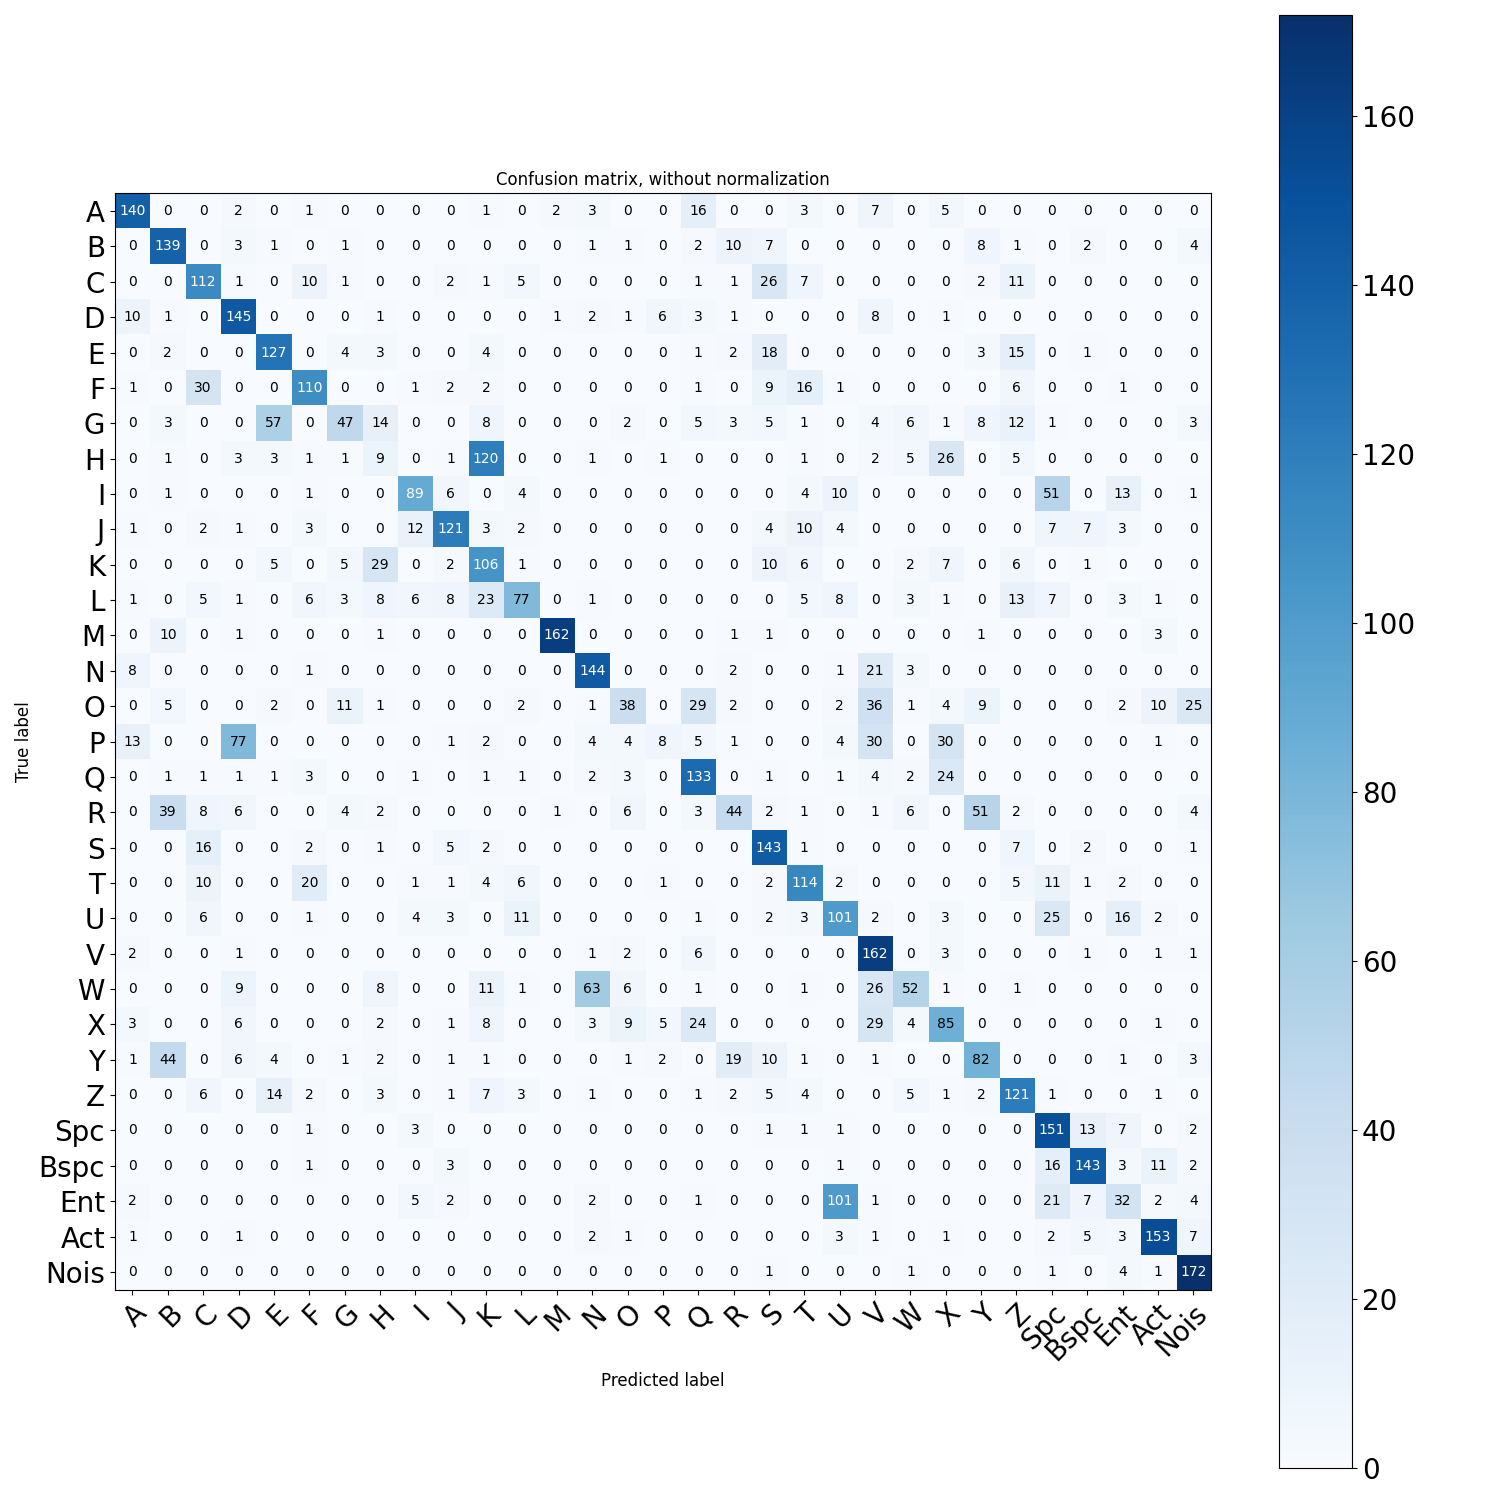 Confusion matrix, without normalization
A 140 0 0 2 0 1 0 0 0 0 1 0 2 3 0 0 16 0 0 3 0 7 0 5 0 0 0 0 0 0 0
B 0 139 0 3 1 0 1 0 0 0 0 0 0 1 1 0 2 10 7 0 0 0 0 0 8 1 0 2 0 0 4
C 0 0 112 1 0 10 1 0 0 2 1 5 0 0 0 0 1 1 26 7 0 0 0 0 2 11 0 0 0 0 0
D 10 1 0 145 0 0 0 1 0 0 0 0 1 2 1 6 3 1 0 0 0 8 0 1 0 0 0 0 0 0 0
E 0 2 0 0 127 0 4 3 0 0 4 0 0 0 0 0 1 2 18 0 0 0 0 0 3 15 0 1 0 0 0
F 1 0 30 0 0 110 0 0 1 2 2 0 0 0 0 0 1 0 9 16 1 0 0 0 0 6 0 0 1 0 0
G 0 3 0 0 57 0 47 14 0 0 8 0 0 0 2 0 5 3 5 1 0 4 6 1 8 12 1 0 0 0 3
H 0 1 0 3 3 1 1 9 0 1 120 0 0 1 0 1 0 0 0 1 0 2 5 26 0 5 0 0 0 0 0
I 0 1 0 0 0 1 0 0 89 6 0 4 0 0 0 0 0 0 0 4 10 0 0 0 0 0 51 0 13 0 1
J 1 0 2 1 0 3 0 0 12 121 3 2 0 0 0 0 0 0 4 10 4 0 0 0 0 0 7 7 3 0 0
K 0 0 0 0 5 0 5 29 0 2 106 1 0 0 0 0 0 0 10 6 0 0 2 7 0 6 0 1 0 0 0
L 1 0 5 1 0 6 3 8 6 8 23 77 0 1 0 0 0 0 0 5 8 0 3 1 0 13 7 0 3 1 0
M 0 10 0 1 0 0 0 1 0 0 0 0 162 0 0 0 0 1 1 0 0 0 0 0 1 0 0 0 0 3 0
N 8 0 0 0 0 1 0 0 0 0 0 0 0 144 0 0 0 2 0 0 1 21 3 0 0 0 0 0 0 0 0
O 0 5 0 0 2 0 11 1 0 0 0 2 0 1 38 0 29 2 0 0 2 36 1 4 9 0 0 0 2 10 25
P 13 0 0 77 0 0 0 0 0 1 2 0 0 4 4 8 5 1 0 0 4 30 0 30 0 0 0 0 0 1 0
Q 0 1 1 1 1 3 0 0 1 0 1 1 0 2 3 0 133 0 1 0 1 4 2 24 0 0 0 0 0 0 0
R 0 39 8 6 0 0 4 2 0 0 0 0 1 0 6 0 3 44 2 1 0 1 6 0 51 2 0 0 0 0 4
S 0 0 16 0 0 2 0 1 0 5 2 0 0 0 0 0 0 0 143 1 0 0 0 0 0 7 0 2 0 0 1
T 0 0 10 0 0 20 0 0 1 1 4 6 0 0 0 1 0 0 2 114 2 0 0 0 0 5 11 1 2 0 0
U 0 0 6 0 0 1 0 0 4 3 0 11 0 0 0 0 1 0 2 3 101 2 0 3 0 0 25 0 16 2 0
V 2 0 0 1 0 0 0 0 0 0 0 0 0 1 2 0 6 0 0 0 0 162 0 3 0 0 0 1 0 1 1
W 0 0 0 9 0 0 0 8 0 0 11 1 0 63 6 0 1 0 0 1 0 26 52 1 0 1 0 0 0 0 0
X 3 0 0 6 0 0 0 2 0 1 8 0 0 3 9 5 24 0 0 0 0 29 4 85 0 0 0 0 0 1 0
Y 1 44 0 6 4 0 1 2 0 1 1 0 0 0 1 2 0 19 10 1 0 1 0 0 82 0 0 0 1 0 3
Z 0 0 6 0 14 2 0 3 0 1 7 3 0 1 0 0 1 2 5 4 0 0 5 1 2 121 1 0 0 1 0
Spc 0 0 0 0 0 1 0 0 3 0 0 0 0 0 0 0 0 0 1 1 1 0 0 0 0 0 151 13 7 0 2
Bspc 0 0 0 0 0 1 0 0 0 3 0 0 0 0 0 0 0 0 0 0 1 0 0 0 0 0 16 143 3 11 2
Ent 2 0 0 0 0 0 0 0 5 2 0 0 0 2 0 0 1 0 0 0 101 1 0 0 0 0 21 7 32 2 4
Act 1 0 0 1 0 0 0 0 0 0 0 0 0 2 1 0 0 0 0 0 3 1 0 1 0 0 2 5 3 153 7
Nois 0 0 0 0 0 0 0 0 0 0 0 0 0 0 0 0 0 0 1 0 0 0 1 0 0 0 1 0 4 1 172
A B C D E F G H I J K L M N O P Q R S T U V W X Y Z Spc Bspc Ent Act Nois
Predicted label
True label
160
140
120
100
80
60
40
20
0